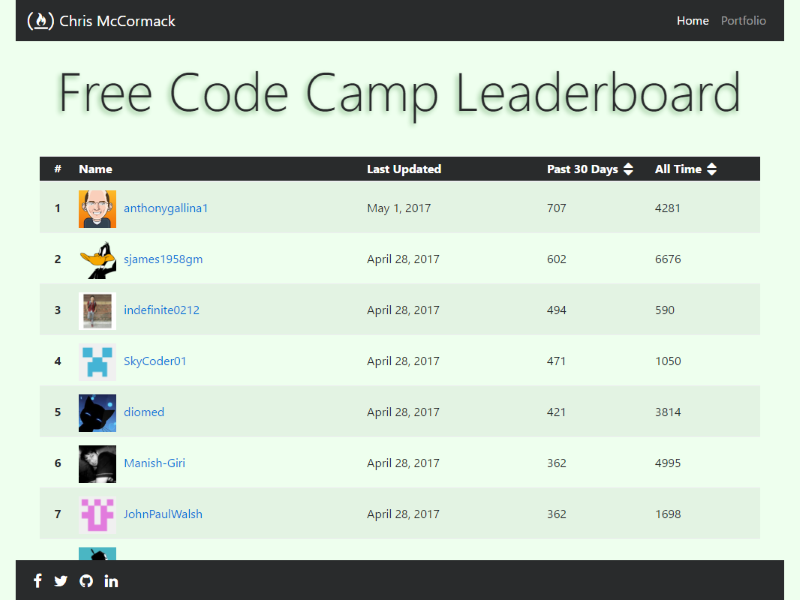 Chris McCormack Home Portfolio
Free Code Camp Leaderboard
# Name Last Updated Past 30 Days All Time
1 anthonygallina1 May 1, 2017 707 4281
2 sjames1958gm April 28, 2017 602 6676
3 indefinite0212 April 28, 2017 494 590
4 SkyCoder01 April 28, 2017 471 1050
5 diomed April 28, 2017 421 3814
6 Manish-Giri April 28, 2017 362 4995
7 JohnPaulWalsh April 28, 2017 362 1698